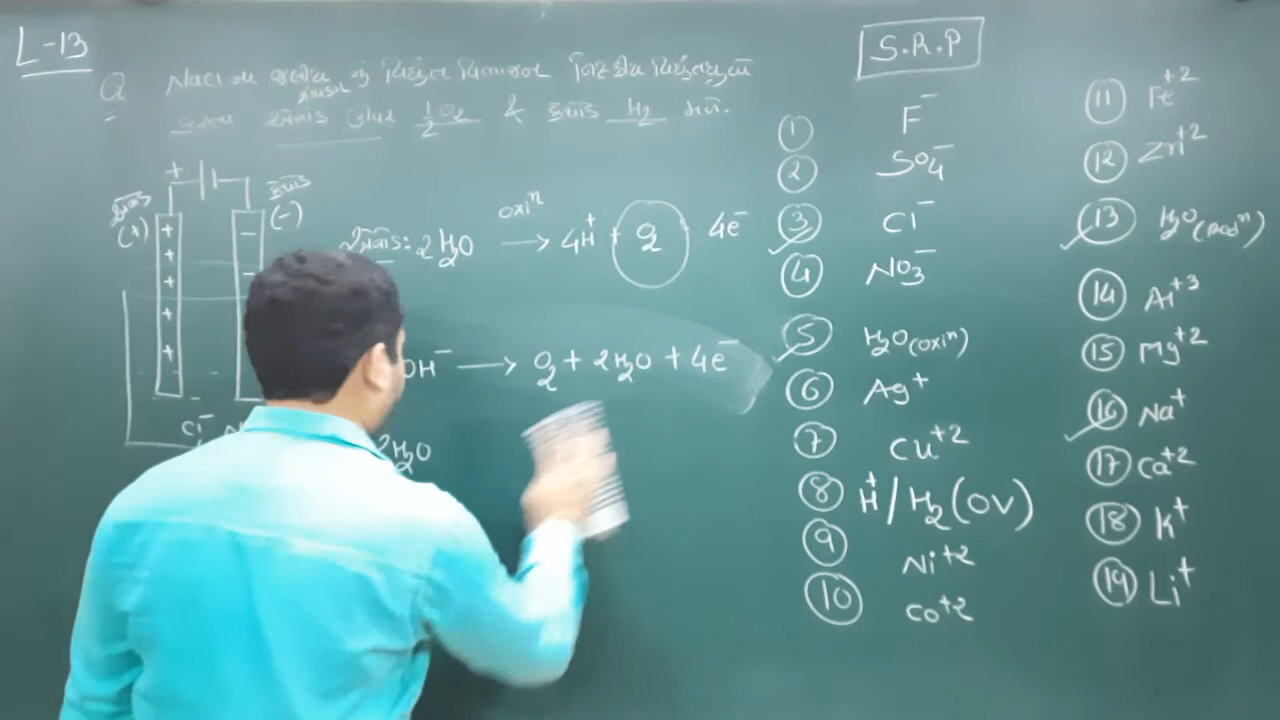 L-13
S.R.P
Q NaCl ના જલીય નું વિદ્યુત વિભાજન
દ્રાવણ
એનોડ ઉપર 1/2 O2 & કેથોડ H2 મળે.
+
એનોડ
(+)
કેથોડ
(-)
+
+
+
+
+
-
-
Cl-
એનોડ: 2H2O oxiⁿ → 4H+ + O2 4e-
OH- → O2 + 2H2O + 4e-
2H2O
① F-
② SO4-
③ Cl-
④ NO3-
⑤ H2O(oxiⁿ)
⑥ Ag+
⑦ Cu+2
⑧ H+/H2(OV)
⑨ Ni+2
⑩ Co+2
⑪ Fe+2
⑫ Zn+2
⑬ H2O(Redⁿ)
⑭ Al+3
⑮ Mg+2
⑯ Na+
⑰ Ca+2
⑱ K+
⑲ Li+